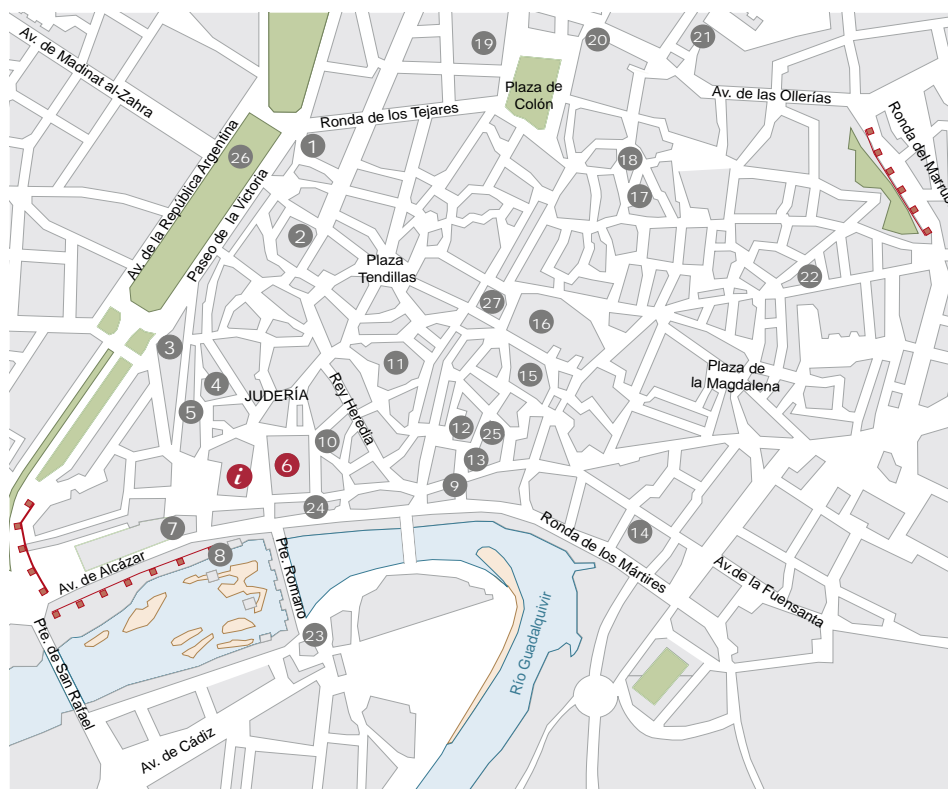 19
20
21
Av. de Madinat al-Zahra
Plaza de
Colón
Av. de las Ollerías
Ronda de los Tejares
Ronda del Marru
1
26
18
17
Av. de la República Argentina
Paseo de la Victoria
2
Plaza
Tendillas
22
27
16
3
11
15
Plaza de
la Magdalena
4
JUDERÍA
Rey Heredia
5
12
25
10
13
i
6
9
24
7
14
Ronda de los Mártires
8
Av. de Alcázar
Pte. Romano
Av.de la Fuensanta
23
Río Guadalquivir
Pte. de San Rafael
Av. de Cádiz